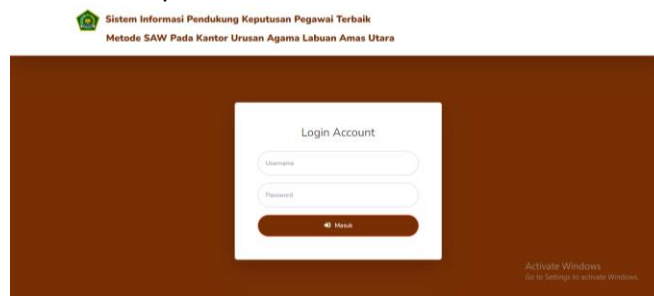 Sistem Informasi Pendukung Keputusan Pegawai Terbaik
Metode SAW Pada Kantor Urusan Agama Labuan Amas Utara
Login Account
Username
Password
Masuk
Activate Windows
Go to Settings to activate Windows.